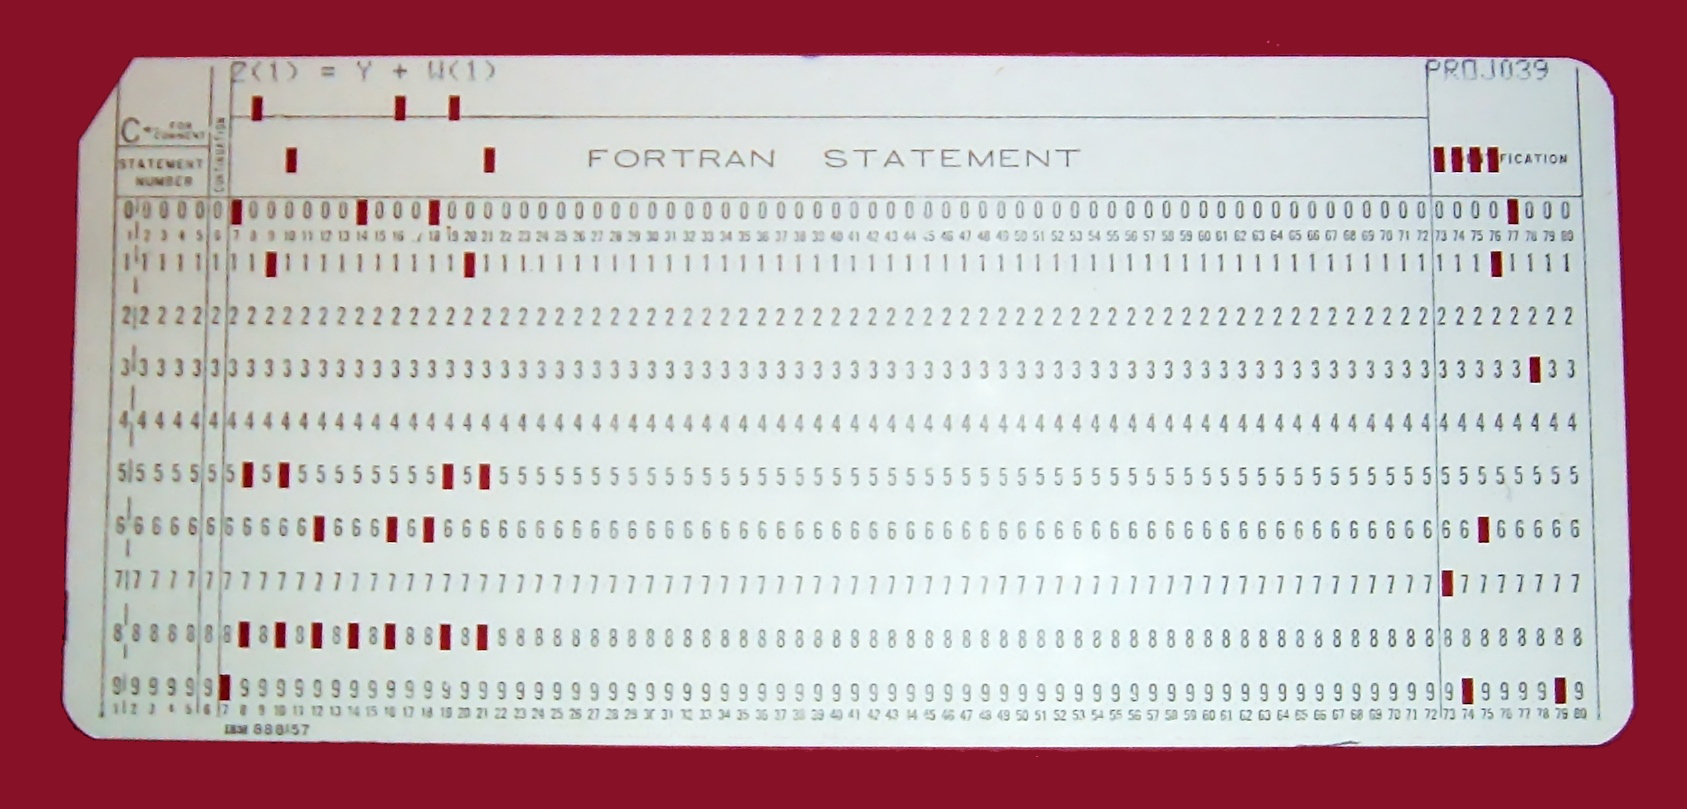 Z(1) = Y + W(1) PROJ039
C FOR COMMENT
STATEMENT NUMBER
CONTINUATION
FORTRAN STATEMENT
FICATION
0 0 0 0 0 0 0 0 0 0 0 0 0 0 0 0 0 0 0 0 0 0 0 0 0 0 0 0 0 0 0 0 0 0 0 0 0 0 0 0 0 0 0 0 0 0 0 0 0 0 0 0 0 0 0 0 0 0 0 0 0 0 0 0 0 0 0 0 0 0 0 0 0 0 0 0
1 2 3 4 5 6 7 8 9 10 11 12 13 14 15 16 18 19 20 21 22 23 24 25 26 27 28 29 30 31 32 33 34 35 36 37 38 39 40 41 42 43 44 45 46 47 48 49 50 51 52 53 54 55 56 57 58 59 60 61 62 63 64 65 66 67 68 69 70 71 72 73 74 75 76 77 78 79 80
1 1 1 1 1 1 1 1 1 1 1 1 1 1 1 1 1 1 1 1 1 1 1 1 1 1 1 1 1 1 1 1 1 1 1 1 1 1 1 1 1 1 1 1 1 1 1 1 1 1 1 1 1 1 1 1 1 1 1 1 1 1 1 1 1 1 1 1 1 1 1 1 1 1 1 1 1
2 2 2 2 2 2 2 2 2 2 2 2 2 2 2 2 2 2 2 2 2 2 2 2 2 2 2 2 2 2 2 2 2 2 2 2 2 2 2 2 2 2 2 2 2 2 2 2 2 2 2 2 2 2 2 2 2 2 2 2 2 2 2 2 2 2 2 2 2 2 2 2 2 2 2 2 2 2 2 2
3 3 3 3 3 3 3 3 3 3 3 3 3 3 3 3 3 3 3 3 3 3 3 3 3 3 3 3 3 3 3 3 3 3 3 3 3 3 3 3 3 3 3 3 3 3 3 3 3 3 3 3 3 3 3 3 3 3 3 3 3 3 3 3 3 3 3 3 3 3 3 3 3 3 3 3 3 3 3
4 4 4 4 4 4 4 4 4 4 4 4 4 4 4 4 4 4 4 4 4 4 4 4 4 4 4 4 4 4 4 4 4 4 4 4 4 4 4 4 4 4 4 4 4 4 4 4 4 4 4 4 4 4 4 4 4 4 4 4 4 4 4 4 4 4 4 4 4 4 4 4 4 4 4 4 4 4 4 4
5 5 5 5 5 5 5 5 5 5 5 5 5 5 5 5 5 5 5 5 5 5 5 5 5 5 5 5 5 5 5 5 5 5 5 5 5 5 5 5 5 5 5 5 5 5 5 5 5 5 5 5 5 5 5 5 5 5 5 5 5 5 5 5 5 5 5 5 5 5 5 5 5 5 5 5
6 6 6 6 6 6 6 6 6 6 6 6 6 6 6 6 6 6 6 6 6 6 6 6 6 6 6 6 6 6 6 6 6 6 6 6 6 6 6 6 6 6 6 6 6 6 6 6 6 6 6 6 6 6 6 6 6 6 6 6 6 6 6 6 6 6 6 6 6 6 6 6 6 6 6 6
7 7 7 7 7 7 7 7 7 7 7 7 7 7 7 7 7 7 7 7 7 7 7 7 7 7 7 7 7 7 7 7 7 7 7 7 7 7 7 7 7 7 7 7 7 7 7 7 7 7 7 7 7 7 7 7 7 7 7 7 7 7 7 7 7 7 7 7 7 7 7 7 7 7 7 7 7 7 7
8 8 8 8 8 8 8 8 8 8 8 8 8 8 8 8 8 8 8 8 8 8 8 8 8 8 8 8 8 8 8 8 8 8 8 8 8 8 8 8 8 8 8 8 8 8 8 8 8 8 8 8 8 8 8 8 8 8 8 8 8 8 8 8 8 8 8 8 8 8 8 8 8
9 9 9 9 9 9 9 9 9 9 9 9 9 9 9 9 9 9 9 9 9 9 9 9 9 9 9 9 9 9 9 9 9 9 9 9 9 9 9 9 9 9 9 9 9 9 9 9 9 9 9 9 9 9 9 9 9 9 9 9 9 9 9 9 9 9 9 9 9 9 9 9 9 9 9 9 9
1 2 3 4 5 6 7 8 9 10 11 12 13 14 15 16 17 18 19 20 21 22 23 24 25 26 27 28 29 30 31 32 33 34 35 36 37 38 39 40 41 42 43 44 45 46 47 48 49 50 51 52 53 54 55 56 57 58 59 60 61 62 63 64 65 66 67 68 69 70 71 72 73 74 75 76 77 78 79 80
IBM 888157